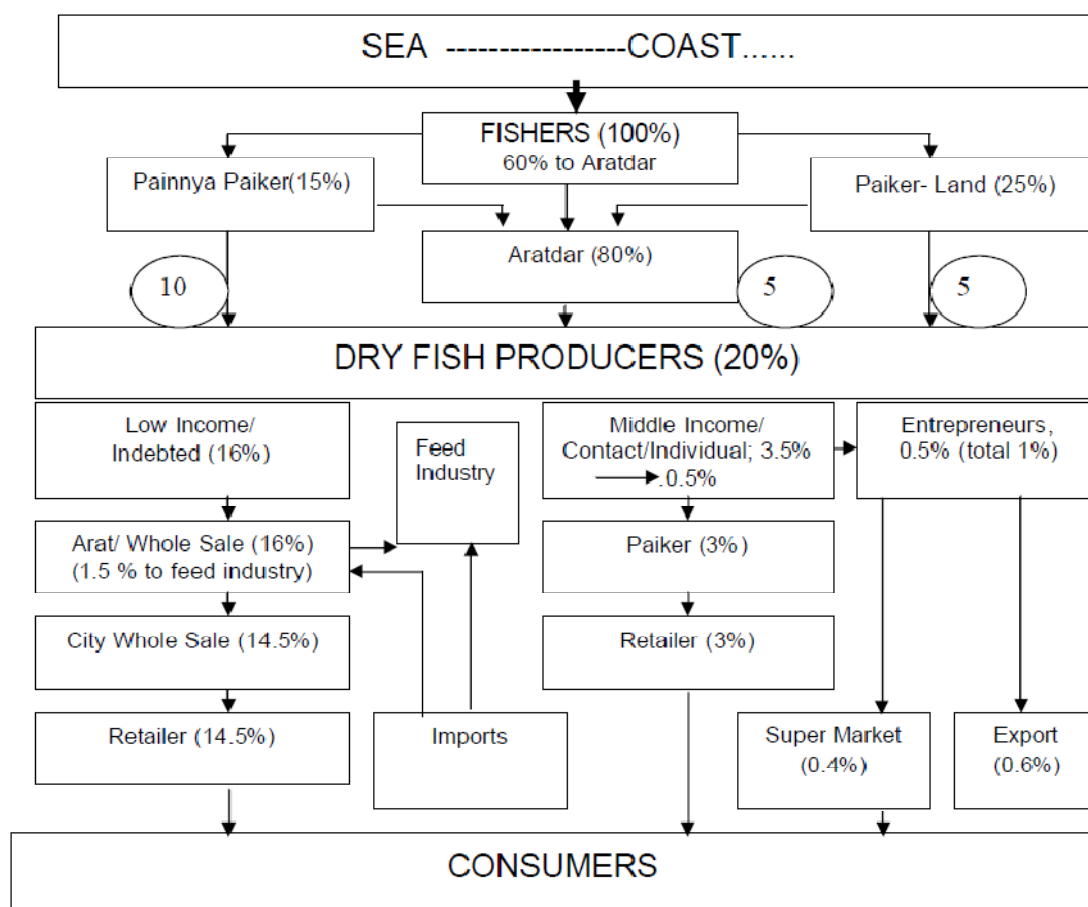 SEA -----------------COAST......
FISHERS (100%)
60% to Aratdar
Painnya Paiker(15%)
Paiker- Land (25%)
Aratdar (80%)
10
5
5
DRY FISH PRODUCERS (20%)
Low Income/
Indebted (16%)
Feed
Industry
Middle Income/
Contact/Individual; 3.5%
.0.5%
Entrepreneurs,
0.5% (total 1%)
Arat/ Whole Sale (16%)
(1.5 % to feed industry)
Paiker (3%)
City Whole Sale (14.5%)
Retailer (3%)
Retailer (14.5%)
Imports
Super Market
(0.4%)
Export
(0.6%)
CONSUMERS